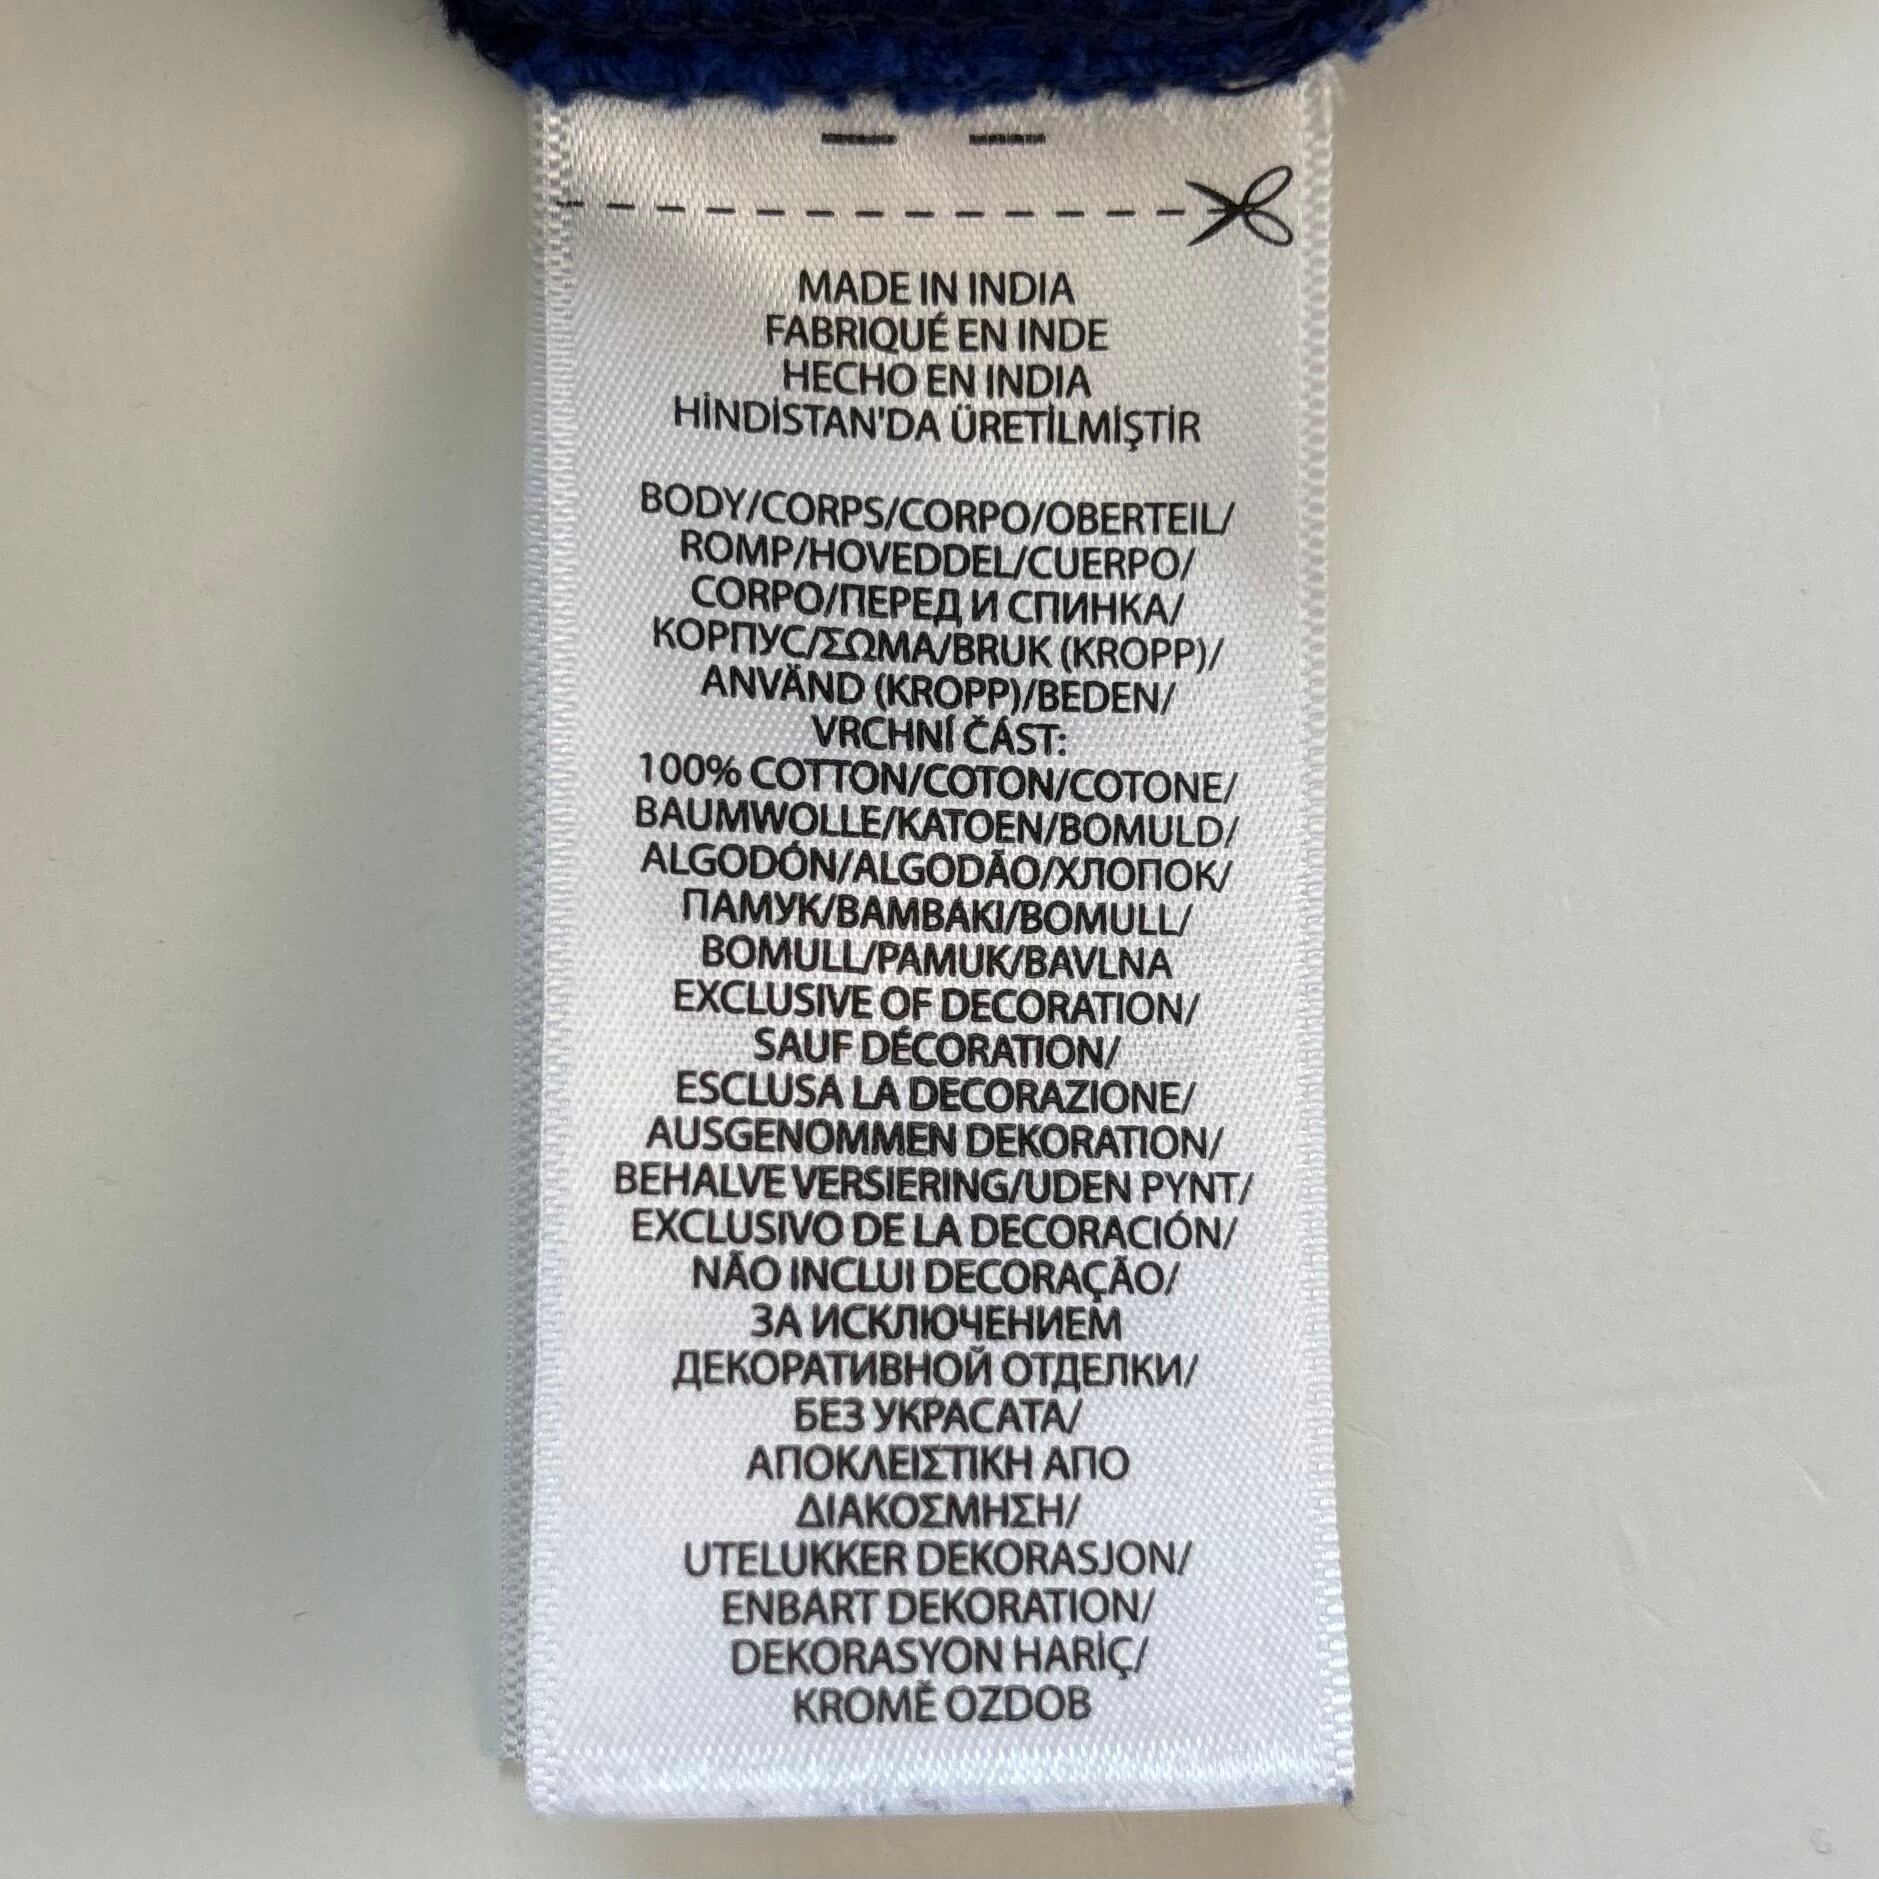 MADE IN INDIA
FABRIQUÉ EN INDE
HECHO EN INDIA
HİNDİSTAN'DA ÜRETİLMİŞTİR
BODY/CORPS/CORPO/OBERTEIL/
ROMP/HOVEDDEL/CUERPO/
CORPO/ПЕРЕД И СПИНКА/
КОРПУС/ΣΩΜΑ/BRUK (KROPP)/
ANVÄND (KROPP)/BEDEN/
VRCHNÍ ČÁST:
100% COTTON/COTON/COTONE/
BAUMWOLLE/KATOEN/BOMULD/
ALGODÓN/ALGODÃO/ХЛОПОК/
ПАМУК/ΒΑΜΒΑΚΙ/BOMULL/
BOMULL/PAMUK/BAVLNA
EXCLUSIVE OF DECORATION/
SAUF DÉCORATION/
ESCLUSA LA DECORAZIONE/
AUSGENOMMEN DEKORATION/
BEHALVE VERSIERING/UDEN PYNT/
EXCLUSIVO DE LA DECORACIÓN/
NÃO INCLUI DECORAÇÃO/
ЗА ИСКЛЮЧЕНИЕМ
ДЕКОРАТИВНОЙ ОТДЕЛКИ/
БЕЗ УКРАСАТА/
ΑΠΟΚΛΕΙΣΤΙΚΗ ΑΠΟ
ΔΙΑΚΟΣΜΗΣΗ/
UTELUKKER DEKORASJON/
ENBART DEKORATION/
DEKORASYON HARİÇ/
KROMĚ OZDOB